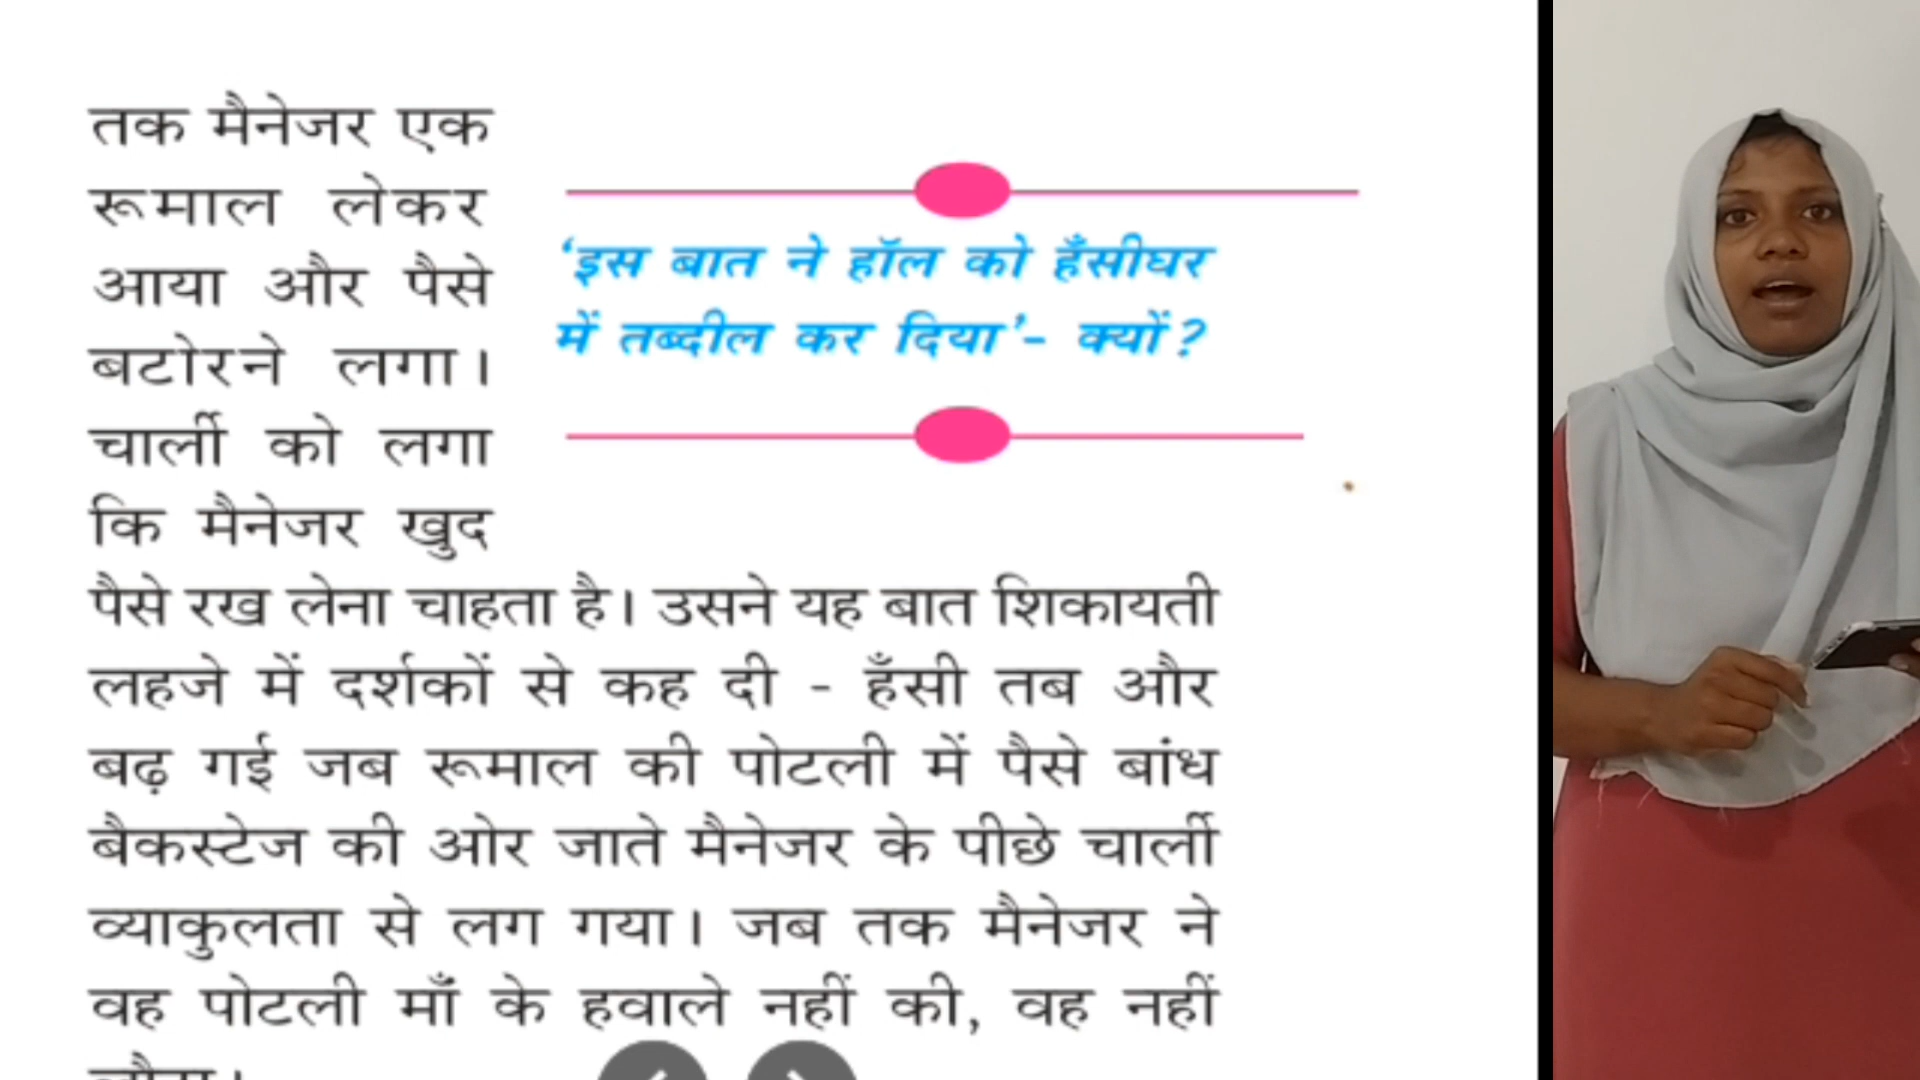 तक मैनेजर एक
रूमाल लेकर
आया और पैसे
बटोरने लगा।
चार्ली को लगा
कि मैनेजर खुद
‘इस बात ने हॉल को हँसीघर
में तब्दील कर दिया’- क्यों?
पैसे रख लेना चाहता है। उसने यह बात शिकायती
लहजे में दर्शकों से कह दी - हँसी तब और
बढ़ गई जब रूमाल की पोटली में पैसे बांध
बैकस्टेज की ओर जाते मैनेजर के पीछे चार्ली
व्याकुलता से लग गया। जब तक मैनेजर ने
वह पोटली माँ के हवाले नहीं की, वह नहीं